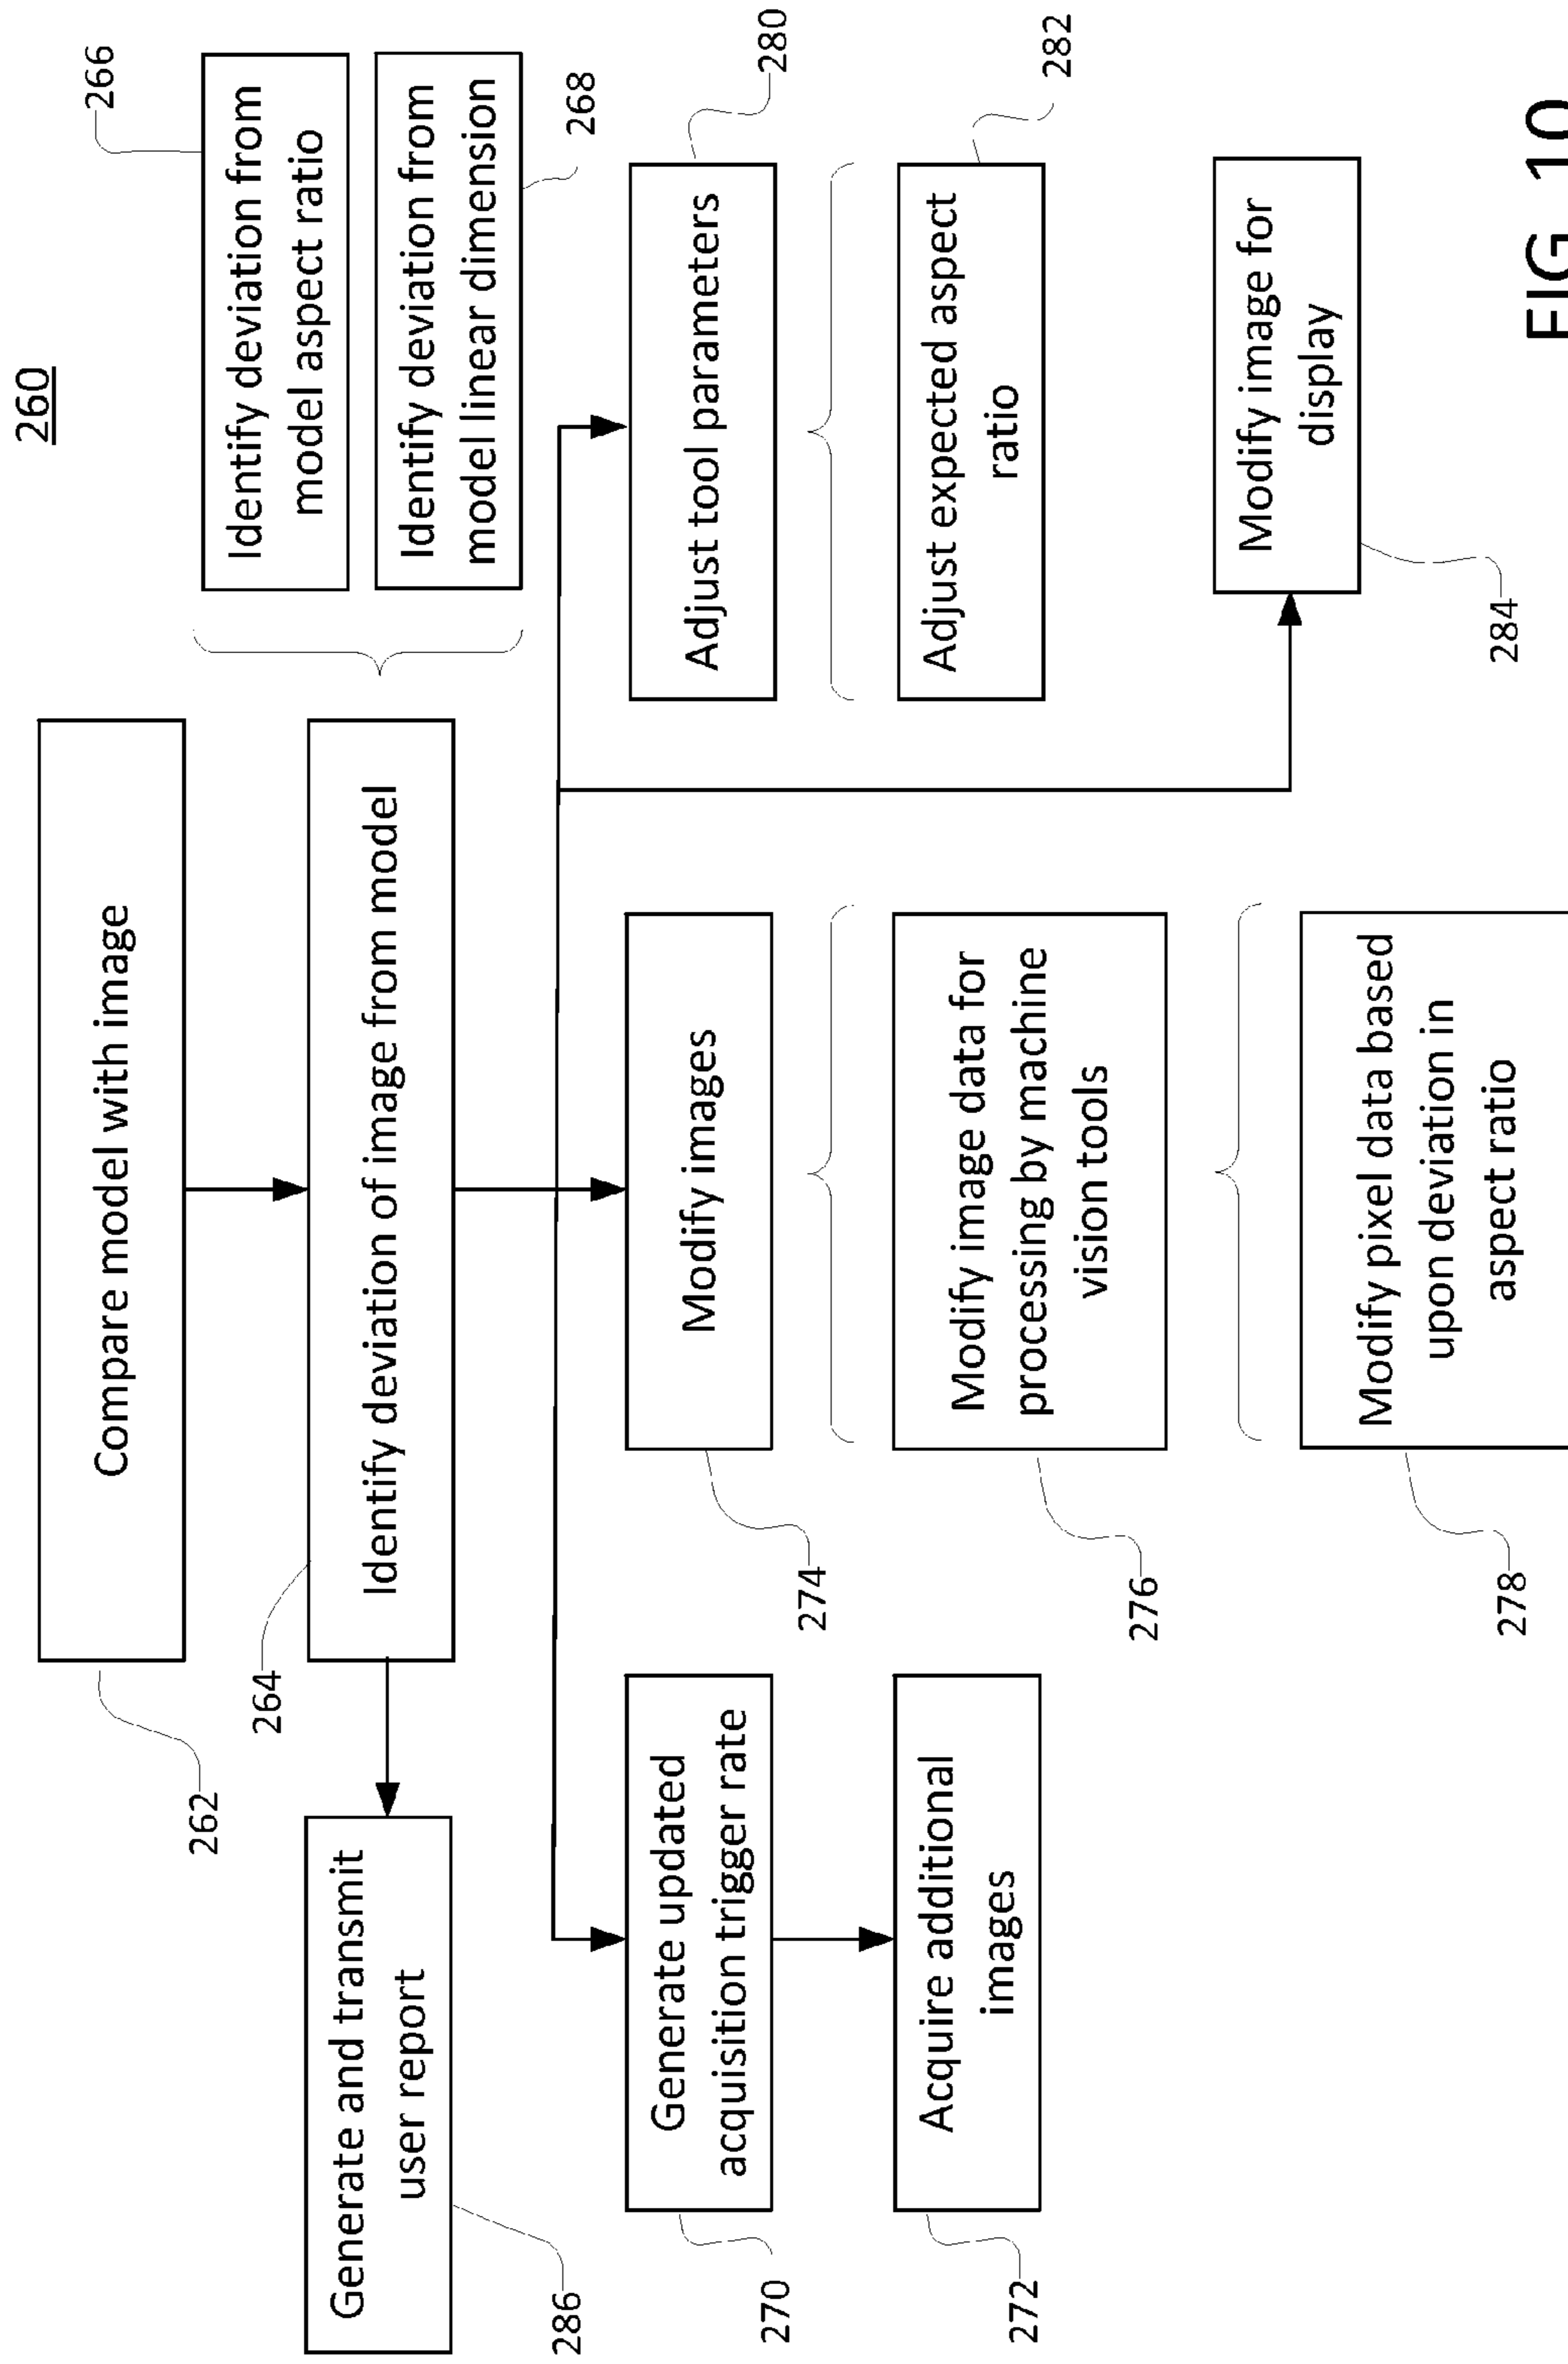 260
Compare model with image
262
Identify deviation of image from model
264
Identify deviation from
model aspect ratio
266
Identify deviation from
model linear dimension
268
Generate and transmit
user report
286
Generate updated
acquisition trigger rate
270
Acquire additional
images
272
Modify images
274
Modify image data for
processing by machine
vision tools
276
Modify pixel data based
upon deviation in
aspect ratio
278
Adjust tool parameters
280
Adjust expected aspect
ratio
282
Modify image for
display
284
FIG 10